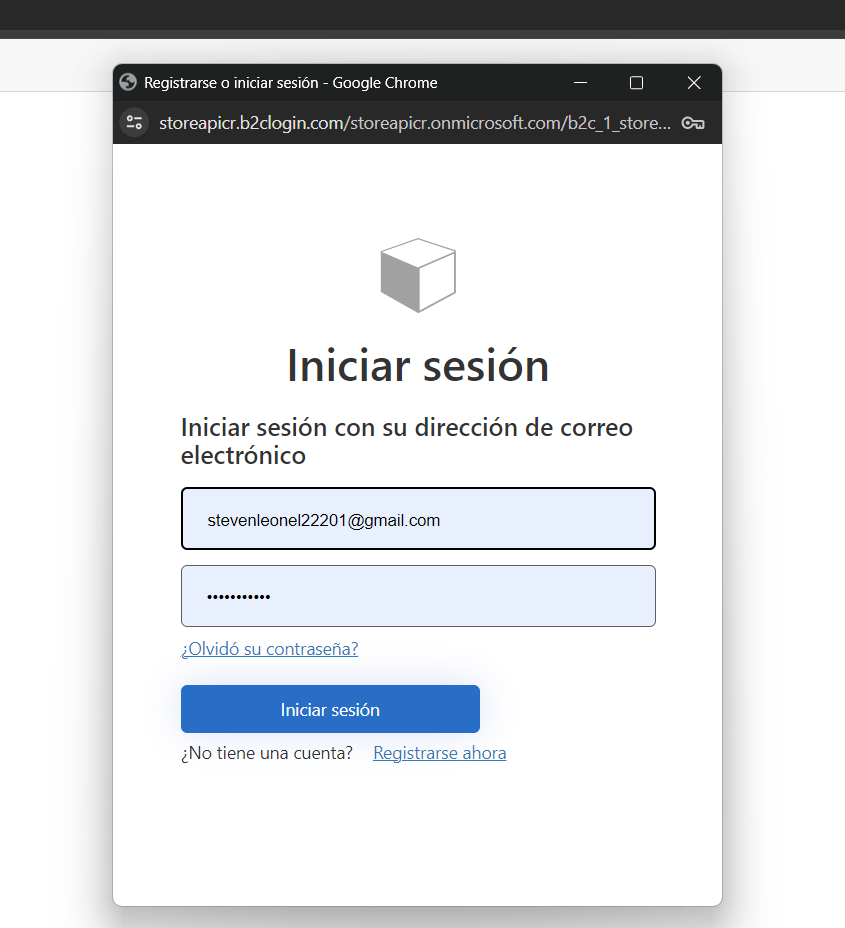 Registrarse o iniciar sesión - Google Chrome
storeapicr.b2clogin.com/storeapicr.onmicrosoft.com/b2c_1_store...
Iniciar sesión
Iniciar sesión con su dirección de correo
electrónico
stevenleonel22201@gmail.com
•••••••••••
¿Olvidó su contraseña?
Iniciar sesión
¿No tiene una cuenta? Registrarse ahora